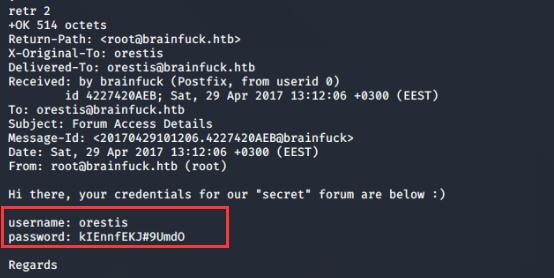 retr 2
+OK 514 octets
Return-Path: <root@brainfuck.htb>
X-Original-To: orestis
Delivered-To: orestis@brainfuck.htb
Received: by brainfuck (Postfix, from userid 0)
        id 4227420AEB; Sat, 29 Apr 2017 13:12:06 +0300 (EEST)
To: orestis@brainfuck.htb
Subject: Forum Access Details
Message-Id: <20170429101206.4227420AEB@brainfuck>
Date: Sat, 29 Apr 2017 13:12:06 +0300 (EEST)
From: root@brainfuck.htb (root)

Hi there, your credentials for our "secret" forum are below :)

username: orestis
password: kIEnnfEKJ#9UmdO

Regards